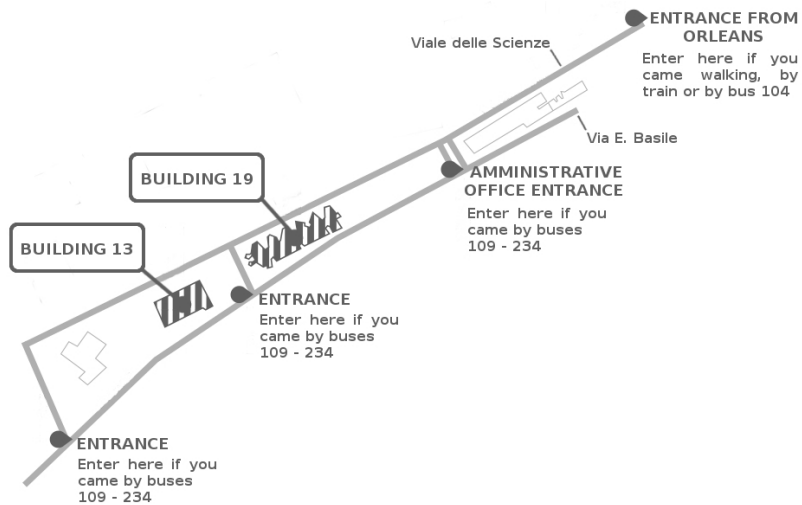 ENTRANCE FROM
ORLEANS
Enter here if you
came walking, by
train or by bus 104
Viale delle Scienze
Via E. Basile
AMMINISTRATIVE
OFFICE ENTRANCE
Enter here if you
came by buses
109 - 234
BUILDING 19
BUILDING 13
ENTRANCE
Enter here if you
came by buses
109 - 234
ENTRANCE
Enter here if you
came by buses
109 - 234